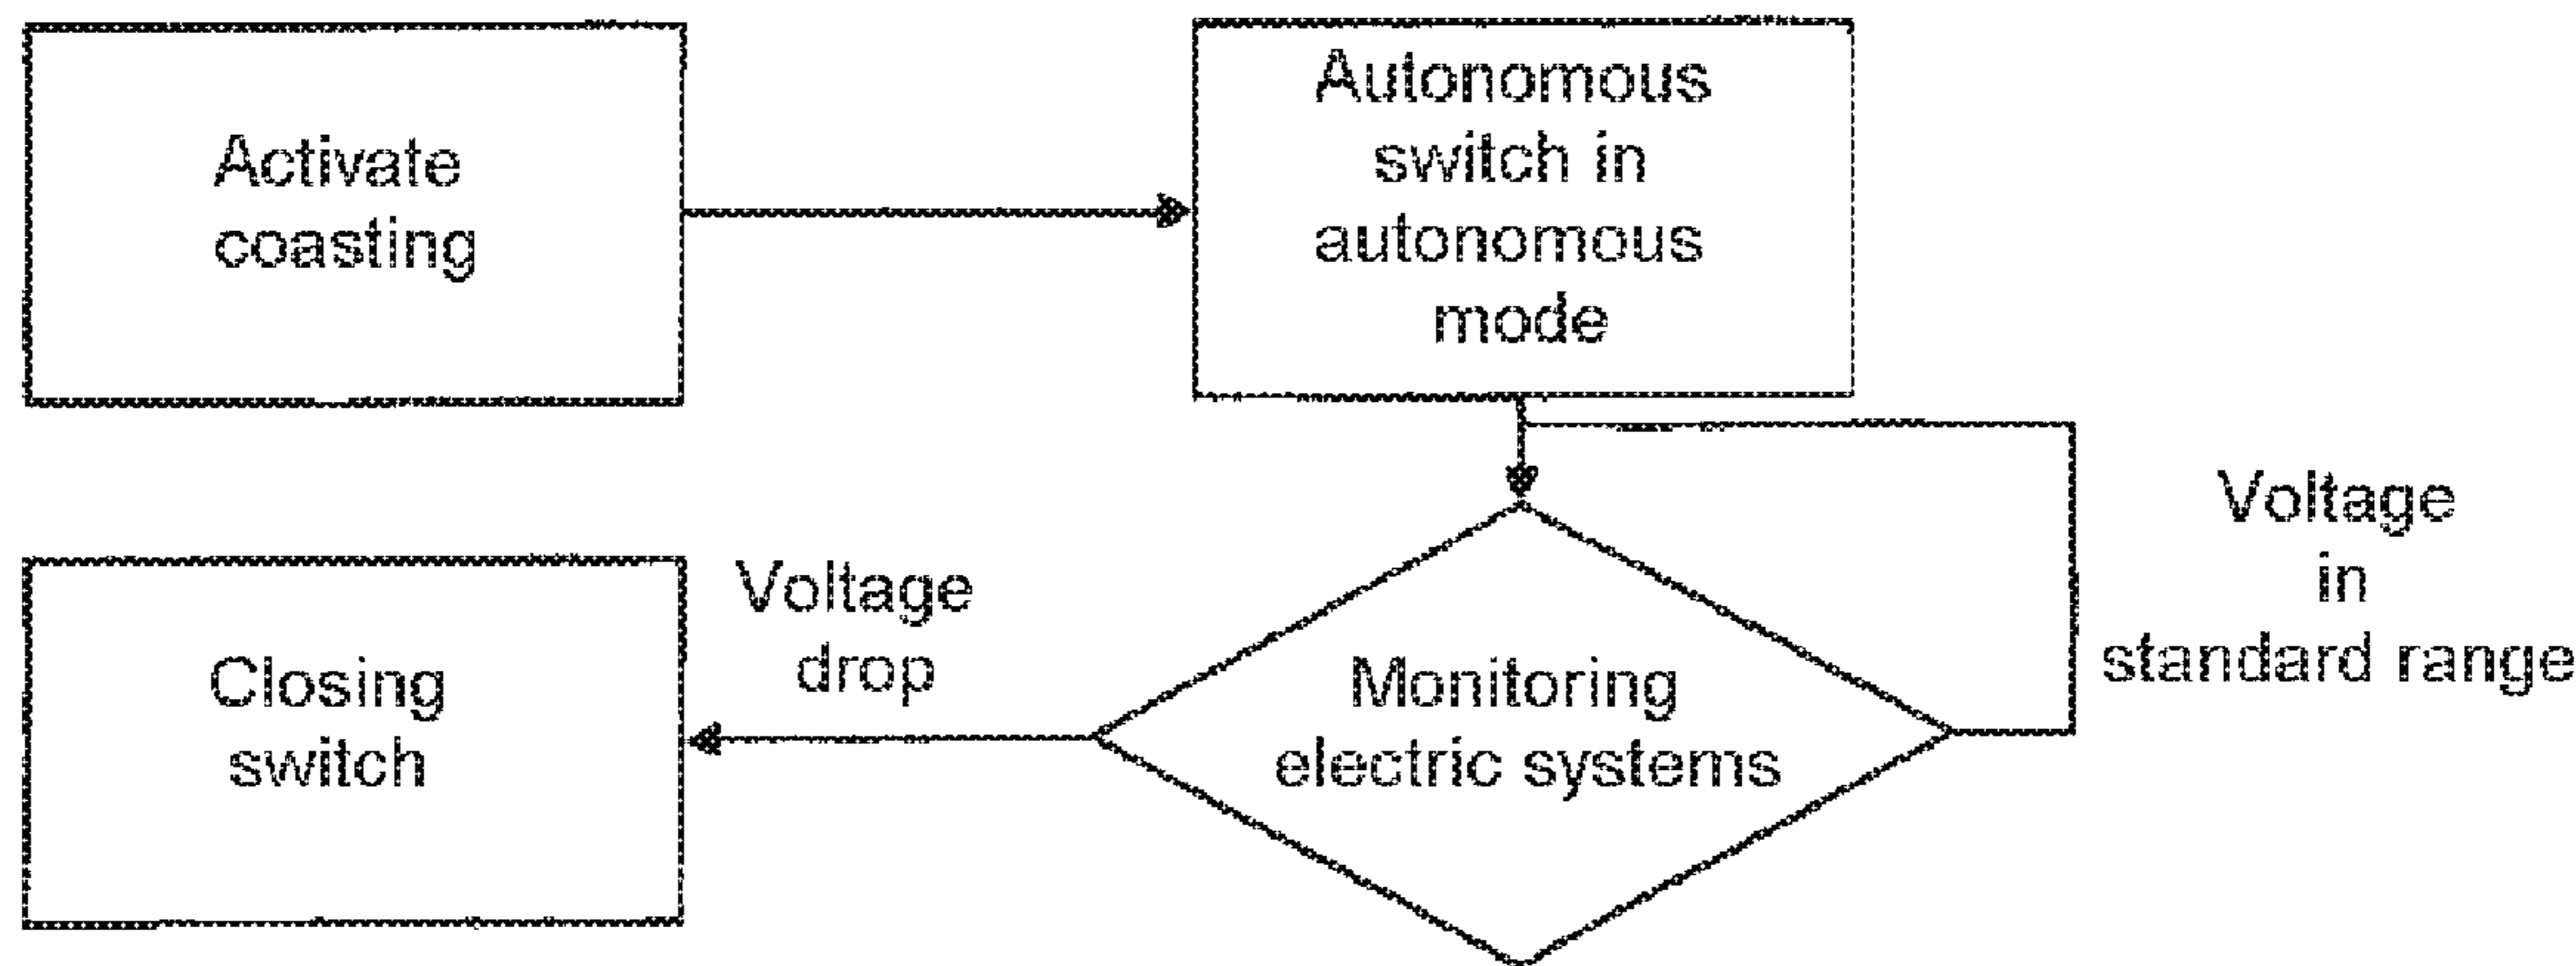 Activate
coasting
Autonomous
switch in
autonomous
mode
Voltage
in
standard range
Monitoring
electric systems
Voltage
drop
Closing
switch